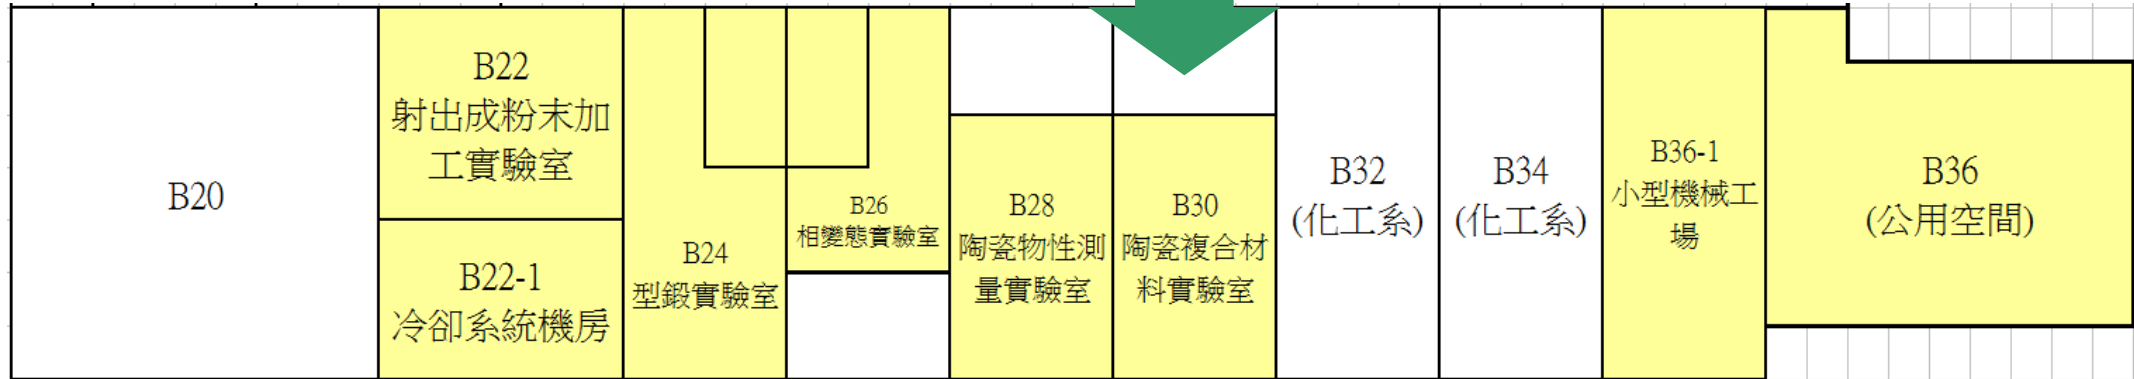 B20
B22
射出成粉末加
工實驗室
B22-1
冷卻系統機房
B24
型鍛實驗室
B26
相變態實驗室
B28
陶瓷物性測
量實驗室
B30
陶瓷複合材
料實驗室
B32
(化工系)
B34
(化工系)
B36-1
小型機械工
場
B36
(公用空間)